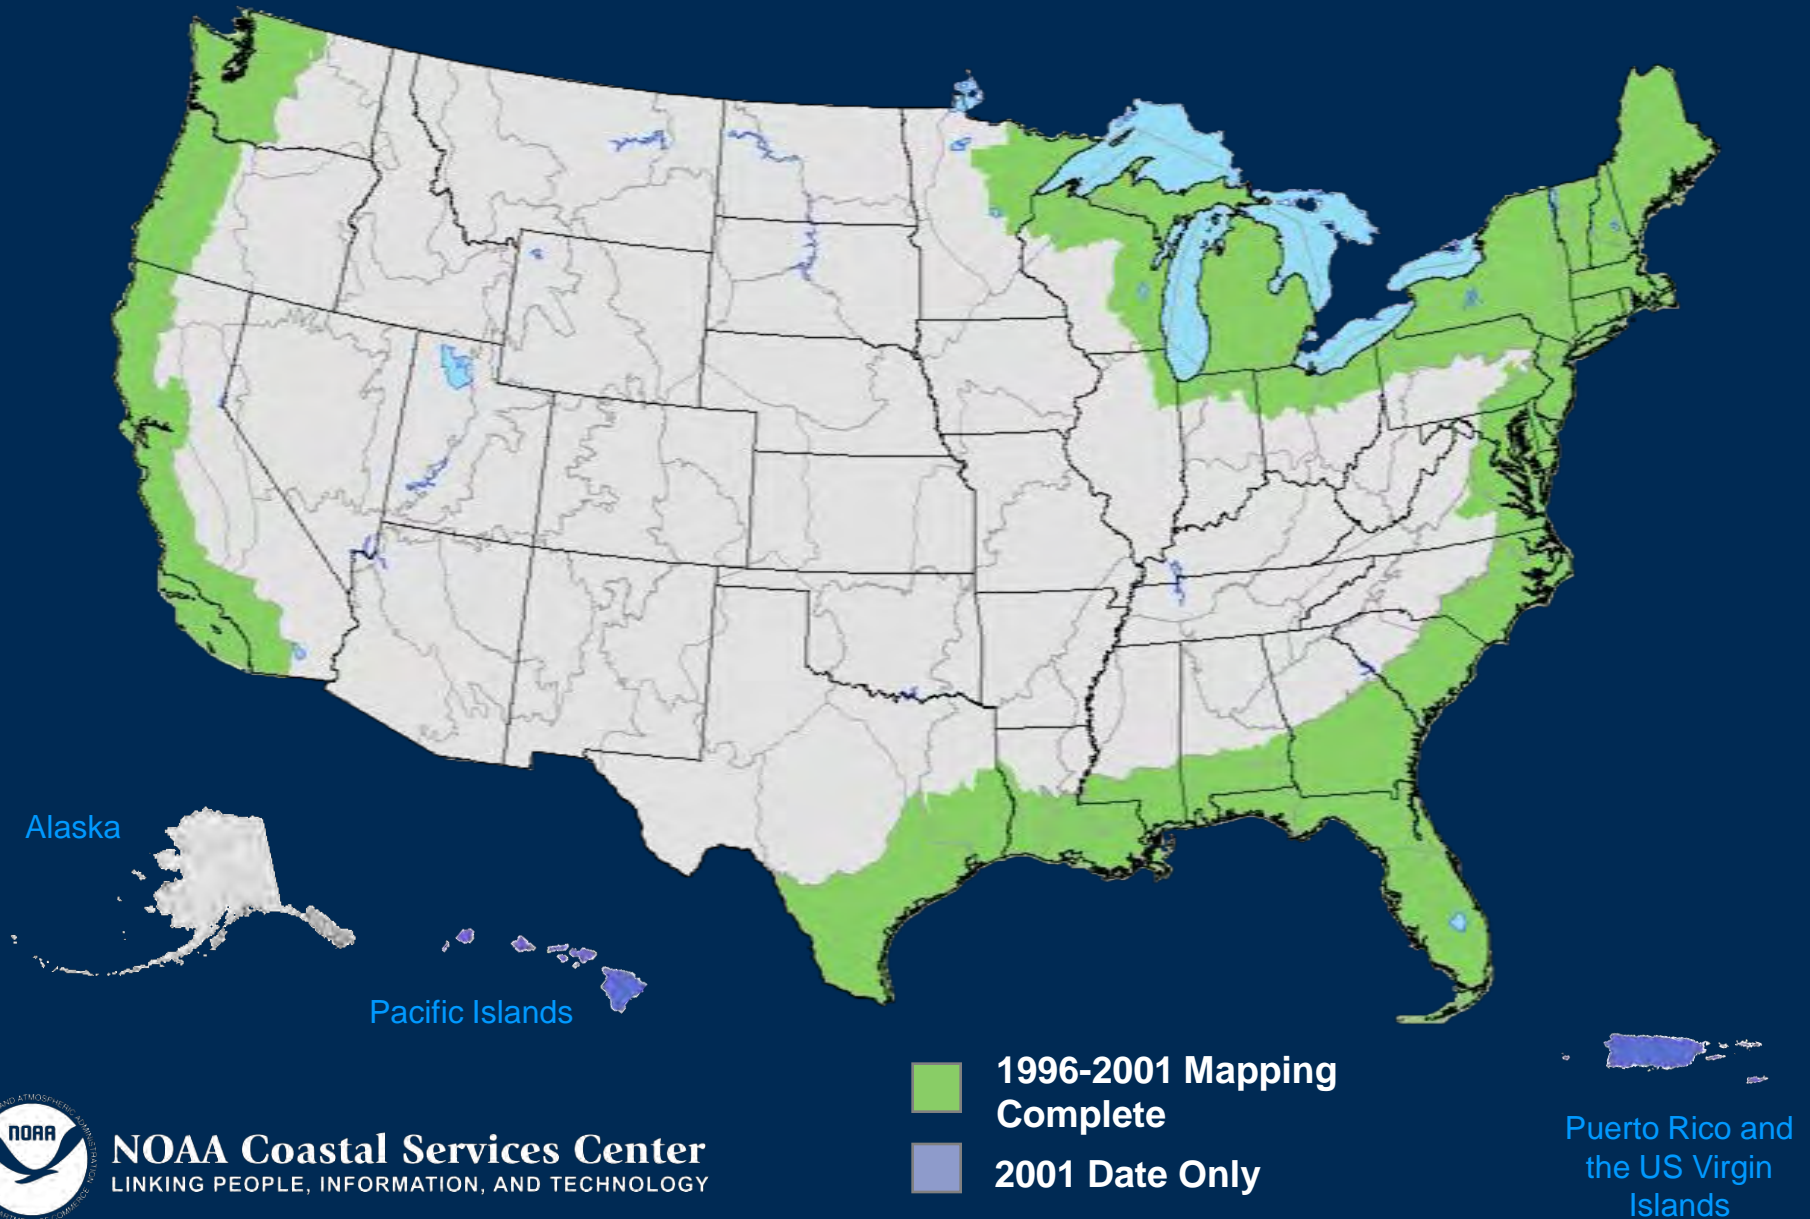 Alaska
Pacific Islands
1996-2001 Mapping
Complete
2001 Date Only
Puerto Rico and
the US Virgin
Islands
NOAA
NOAA Coastal Services Center
LINKING PEOPLE, INFORMATION, AND TECHNOLOGY